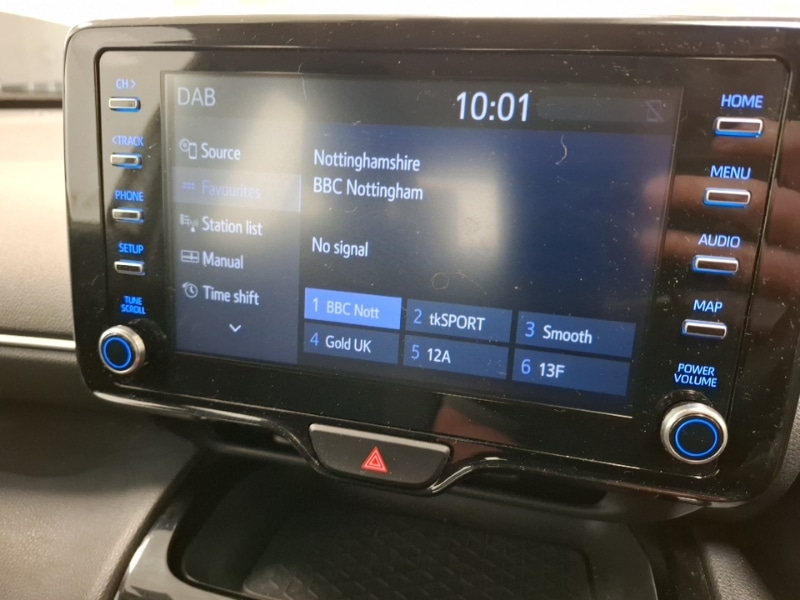 CH >
< TRACK
PHONE
SETUP
TUNE
SCROLL
DAB
10:01
Source
Favourites
Station list
Manual
Time shift
Nottinghamshire
BBC Nottingham
No signal
1 BBC Nott
2 tkSPORT
3 Smooth
4 Gold UK
5 12A
6 13F
HOME
MENU
AUDIO
MAP
POWER
VOLUME